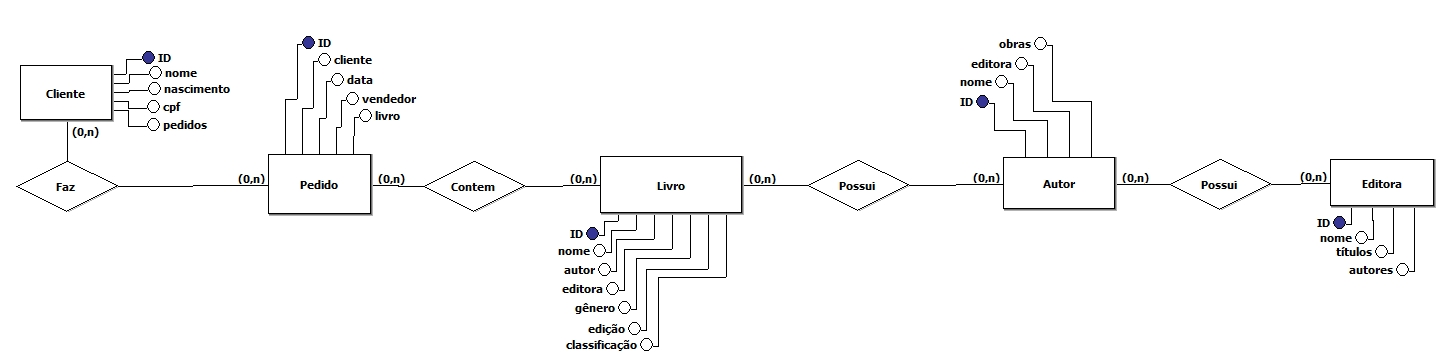 Cliente
ID
nome
nascimento
cpf
pedidos
(0,n)
Faz
(0,n)
Pedido
ID
cliente
data
vendedor
livro
(0,n)
Contem
(0,n)
Livro
ID
nome
autor
editora
gênero
edição
classificação
(0,n)
Possui
(0,n)
Autor
obras
editora
nome
ID
(0,n)
Possui
(0,n)
Editora
ID
nome
títulos
autores